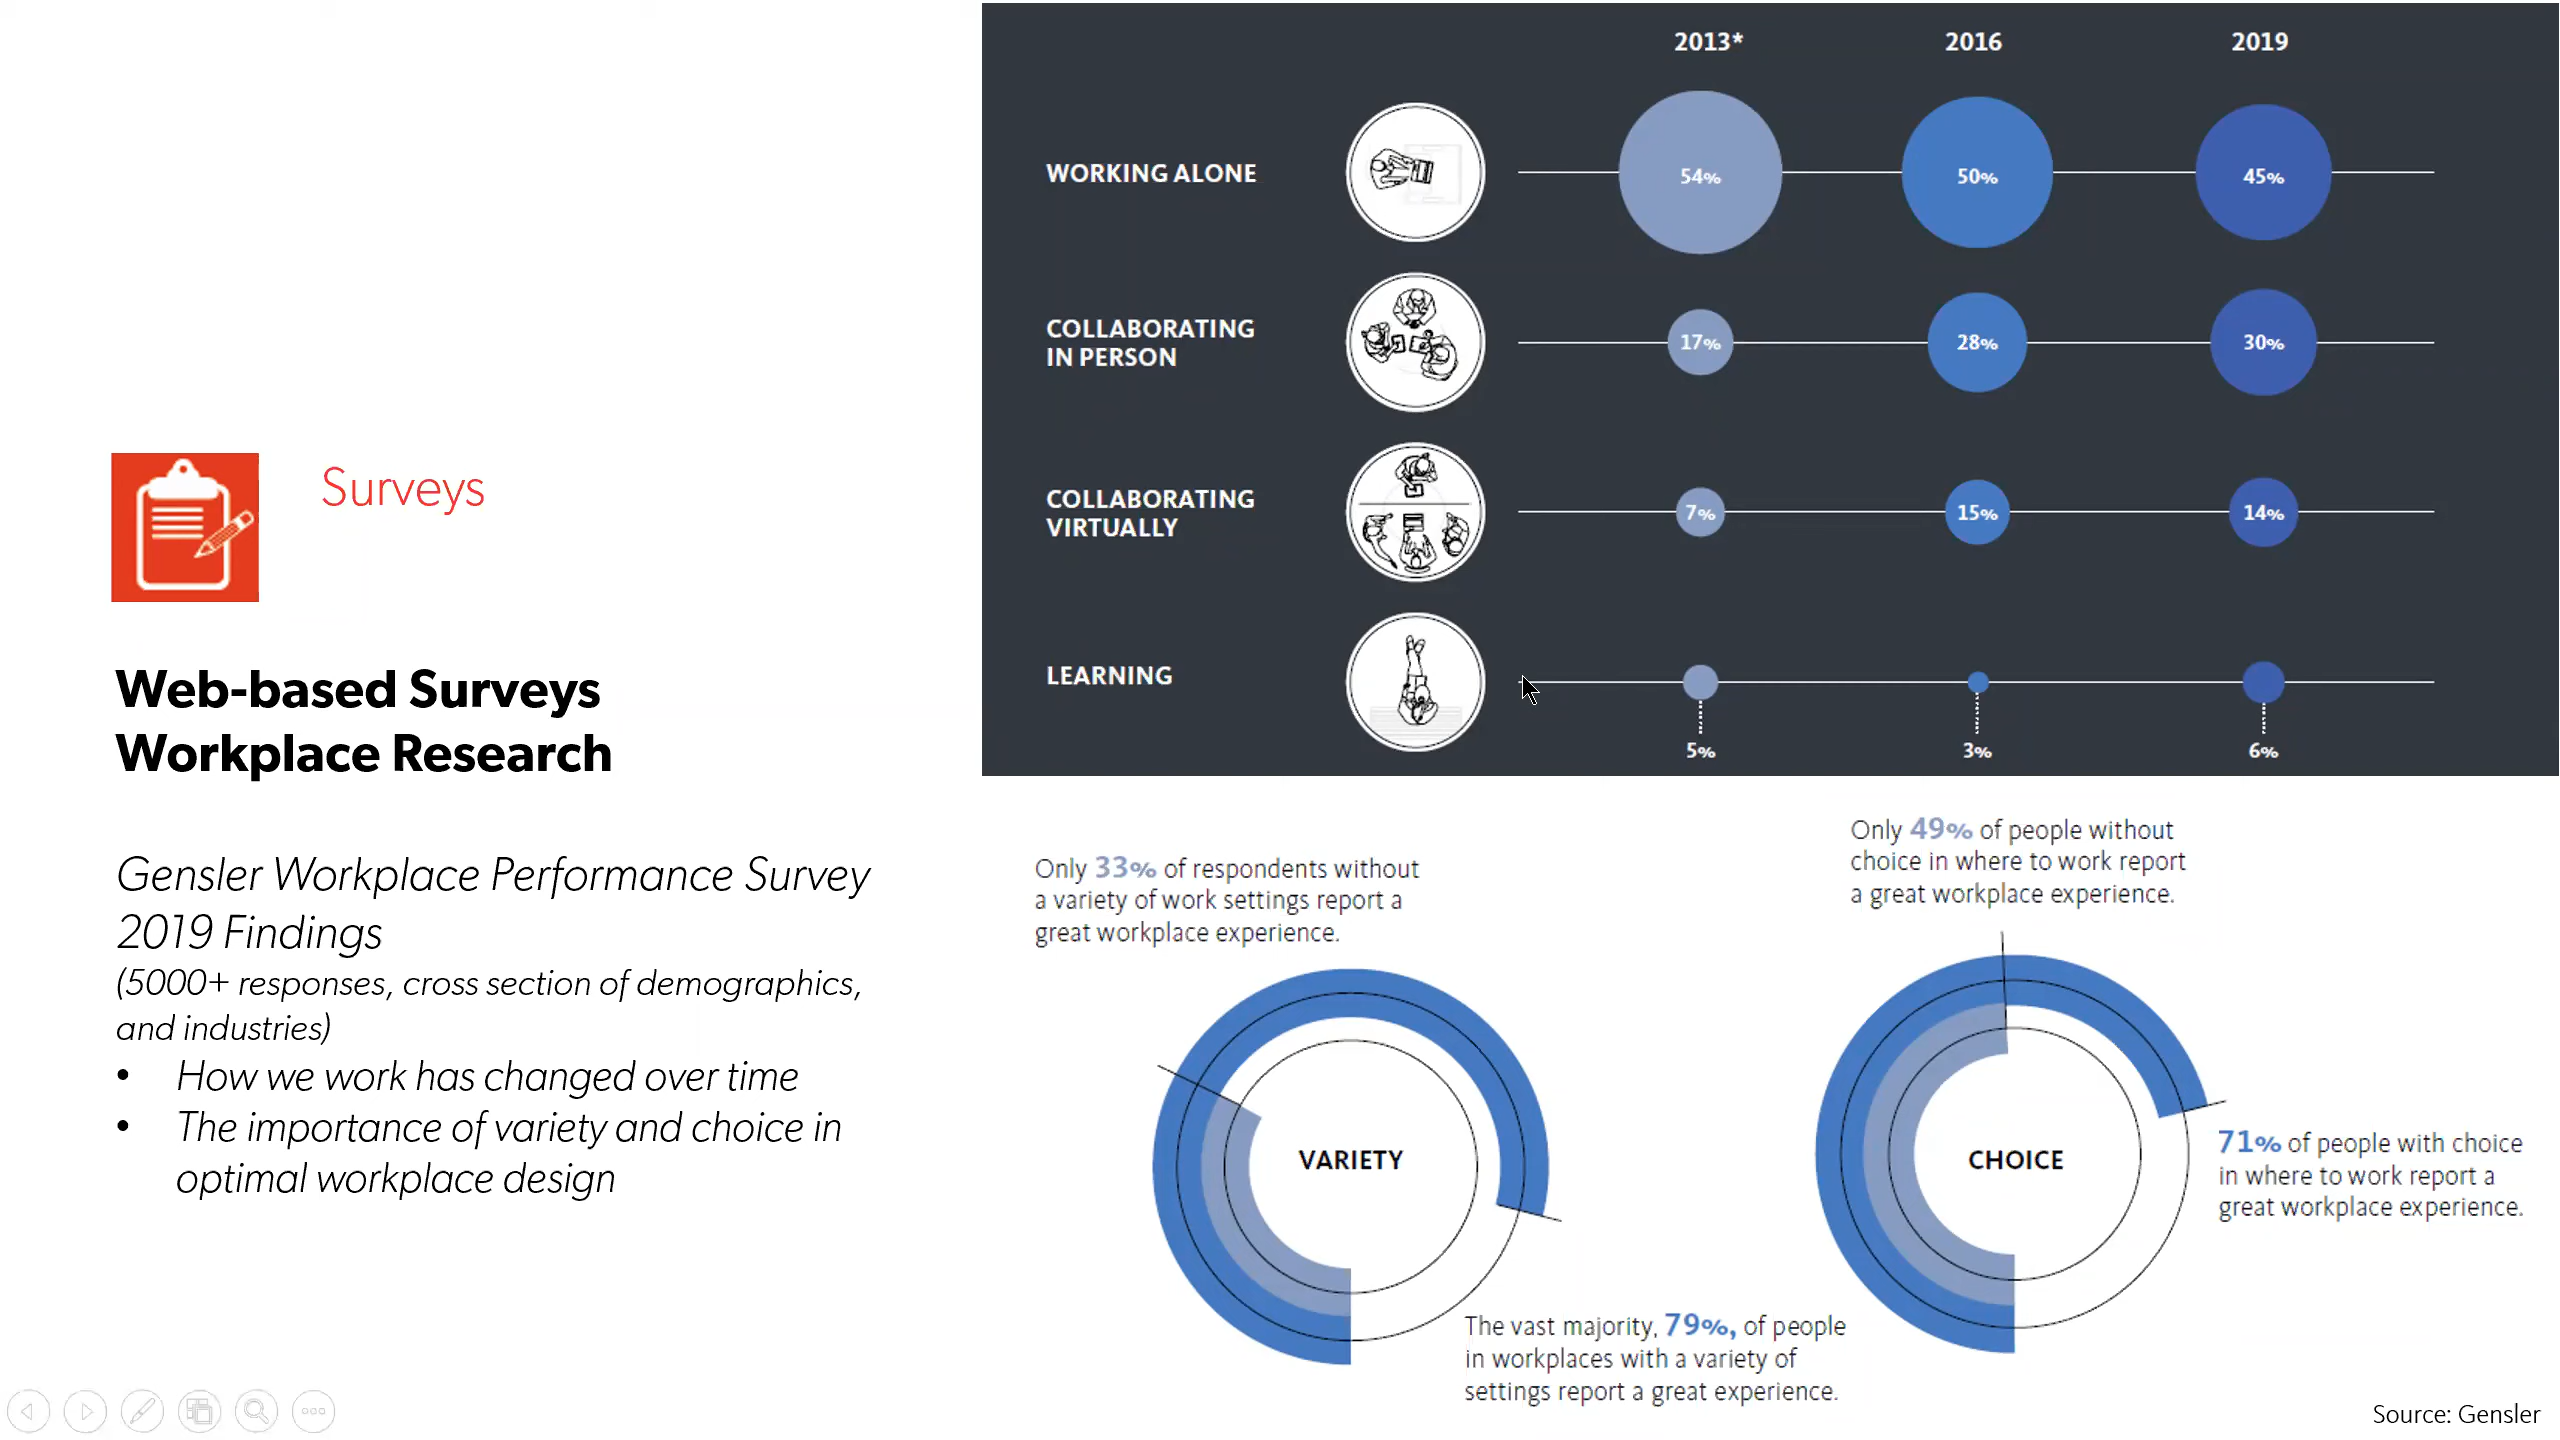 Surveys
Web-based Surveys
Workplace Research
Gensler Workplace Performance Survey
2019 Findings
(5000+ responses, cross section of demographics,
and industries)
• How we work has changed over time
• The importance of variety and choice in
optimal workplace design
2013* 2016 2019
WORKING ALONE 54% 50% 45%
COLLABORATING
IN PERSON
17% 28% 30%
COLLABORATING
VIRTUALLY
7% 15% 14%
LEARNING
5% 3% 6%
Only 33% of respondents without
a variety of work settings report a
great workplace experience.
VARIETY
The vast majority, 79%, of people
in workplaces with a variety of
settings report a great experience.
Only 49% of people without
choice in where to work report
a great workplace experience.
CHOICE
71% of people with choice
in where to work report a
great workplace experience.
Source: Gensler